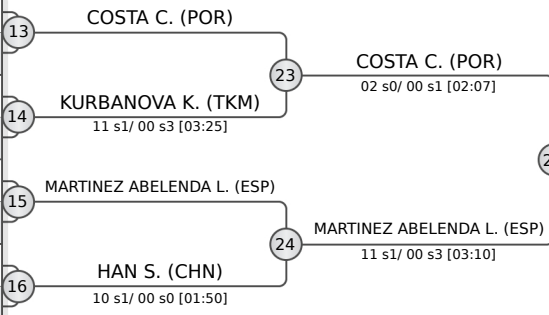 COSTA C. (POR)
13
23
COSTA C. (POR)
02 s0/ 00 s1 [02:07]
KURBANOVA K. (TKM)
14
11 s1/ 00 s3 [03:25]
MARTINEZ ABELENDA L. (ESP)
15
24
MARTINEZ ABELENDA L. (ESP)
11 s1/ 00 s3 [03:10]
HAN S. (CHN)
16
10 s1/ 00 s0 [01:50]